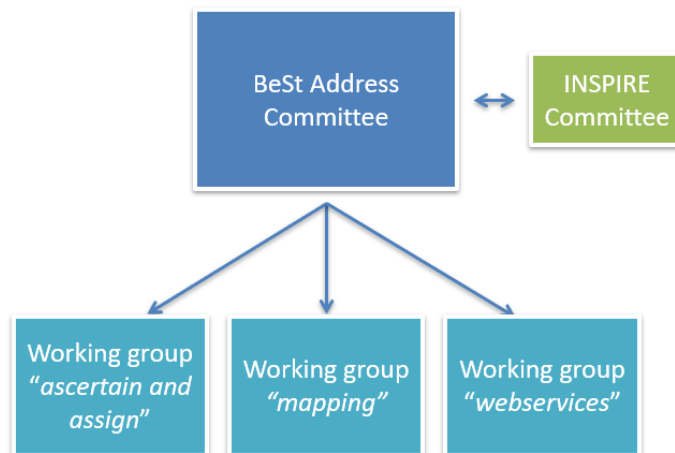 BeSt Address
Committee
INSPIRE
Committee
Working group
“ascertain and
assign”
Working group
“mapping”
Working group
“webservices”